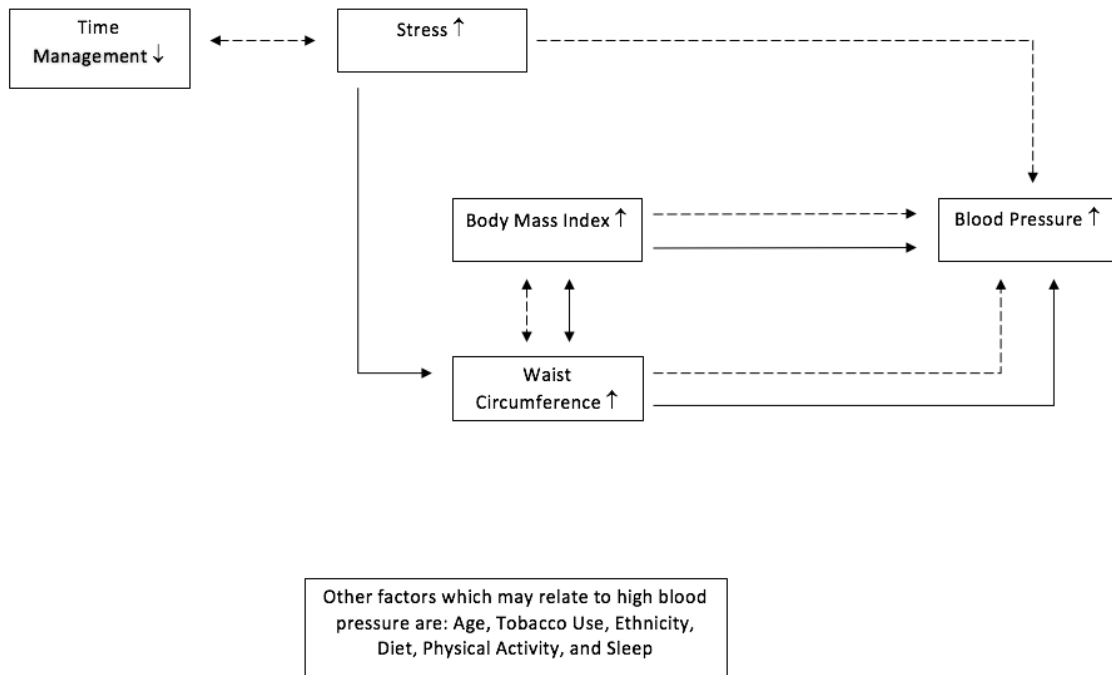 Time
Management ↓
Stress ↑
Body Mass Index ↑
Blood Pressure ↑
Waist
Circumference ↑
Other factors which may relate to high blood
pressure are: Age, Tobacco Use, Ethnicity,
Diet, Physical Activity, and Sleep